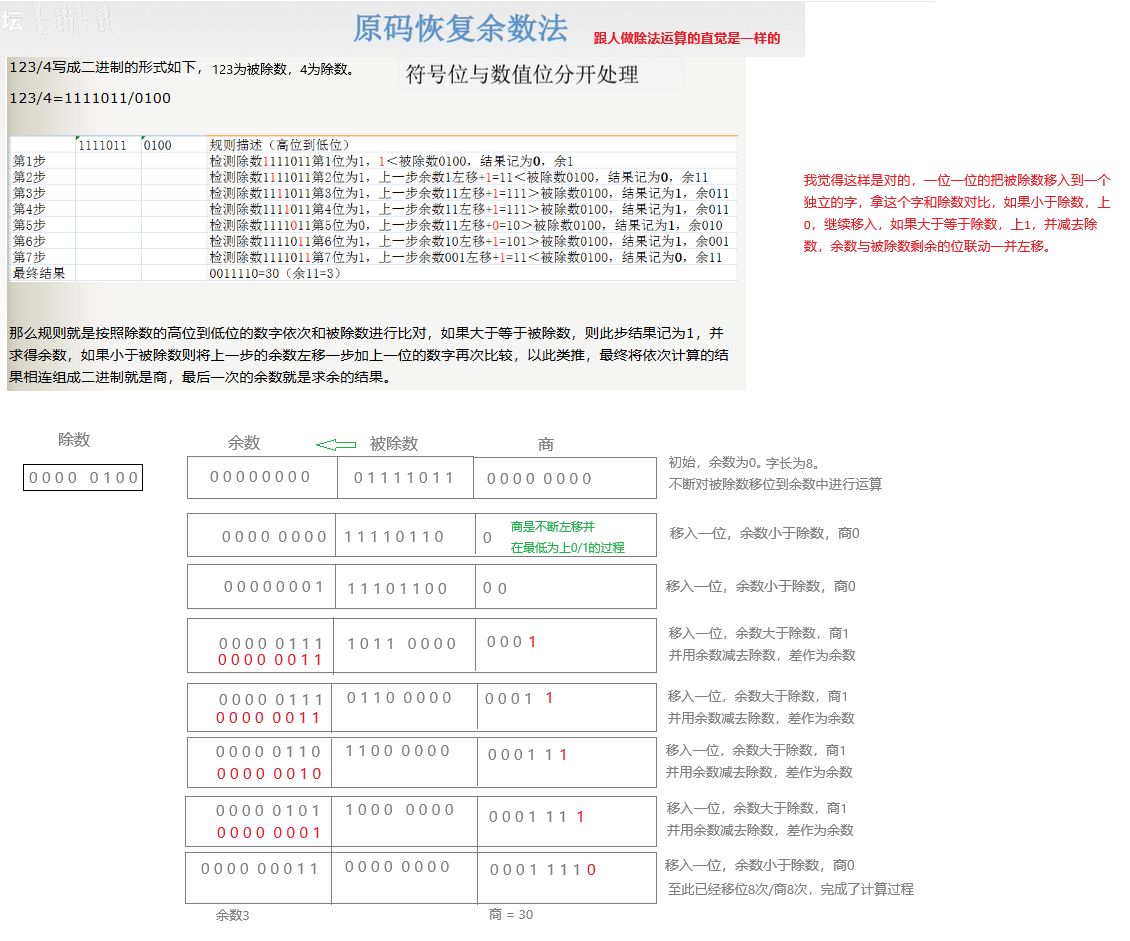 坛
原码恢复余数法
跟人做除法运算的直觉是一样的
123/4写成二进制的形式如下，123为被除数，4为除数。
符号位与数值位分开处理
123/4=1111011/0100
1111011 0100 规则描述（高位到低位）
第1步 检测除数1111011第1位为1，1＜被除数0100，结果记为0，余1
第2步 检测除数1111011第2位为1，上一步余数1左移+1=11＜被除数0100，结果记为0，余11
第3步 检测除数1111011第3位为1，上一步余数11左移+1=111＞被除数0100，结果记为1，余011
第4步 检测除数1111011第4位为1，上一步余数11左移+1=111＞被除数0100，结果记为1，余011
第5步 检测除数1111011第5位为0，上一步余数11左移+0=10＞被除数0100，结果记为1，余010
第6步 检测除数1111011第6位为1，上一步余数10左移+1=101＞被除数0100，结果记为1，余001
第7步 检测除数1111011第7位为1，上一步余数001左移+1=11＜被除数0100，结果记为0，余11
最终结果 0011110=30（余11=3）
我觉得这样是对的，一位一位的把被除数移入到一个
独立的字，拿这个字和除数对比，如果小于除数，上
0，继续移入，如果大于等于除数，上1，并减去除
数，余数与被除数剩余的位联动一并左移。
那么规则就是按照除数的高位到低位的数字依次和被除数进行比对，如果大于等于被除数，则此步结果记为1，并
求得余数，如果小于被除数则将上一步的余数左移一步加上一位的数字再次比较，以此类推，最终将依次计算的结
果相连组成二进制就是商，最后一次的余数就是求余的结果。
除数 余数 被除数 商
0000 0100 00000000 01111011 0000 0000
初始，余数为0。字长为8。
不断对被除数移位到余数中进行运算
0000 0000 11110110 0
商是不断左移并
在最低为上0/1的过程
移入一位，余数小于除数，商0
00000001 11101100 00
移入一位，余数小于除数，商0
0000 0111 1011 0000 0001
0000 0011
移入一位，余数大于除数，商1
并用余数减去除数，差作为余数
0000 0111 0110 0000 0001 1
0000 0011
移入一位，余数大于除数，商1
并用余数减去除数，差作为余数
0000 0110 1100 0000 0001 11
0000 0010
移入一位，余数大于除数，商1
并用余数减去除数，差作为余数
0000 0101 1000 0000 0001 11 1
0000 0001
移入一位，余数大于除数，商1
并用余数减去除数，差作为余数
0000 00011 0000 0000 0001 1110
移入一位，余数小于除数，商0
至此已经移位8次/商8次，完成了计算过程
余数3 商 = 30